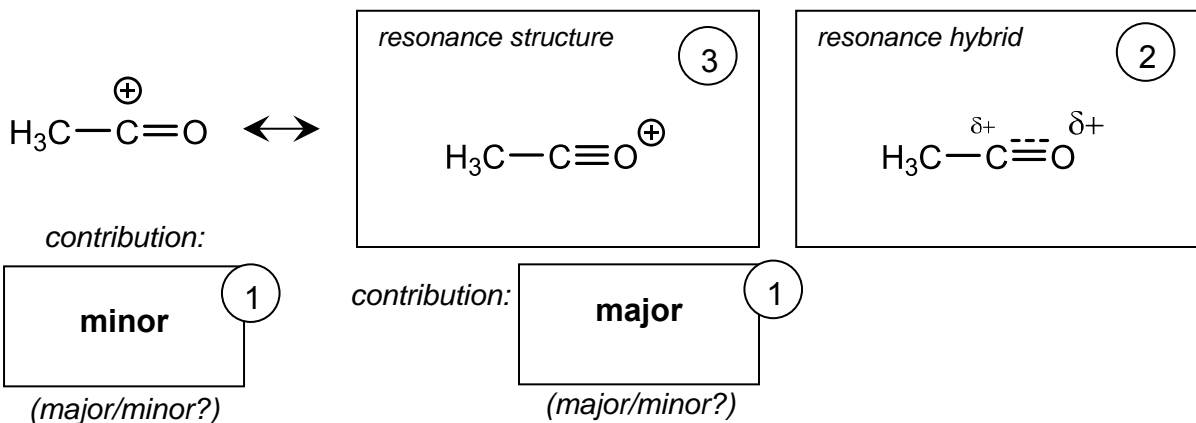 resonance structure
3
⊕
H₃C—C=O
⊕
H₃C—C≡O
resonance hybrid
2
δ+
δ+
H₃C—C=O
contribution:
minor
1
(major/minor?)
contribution:
major
1
(major/minor?)